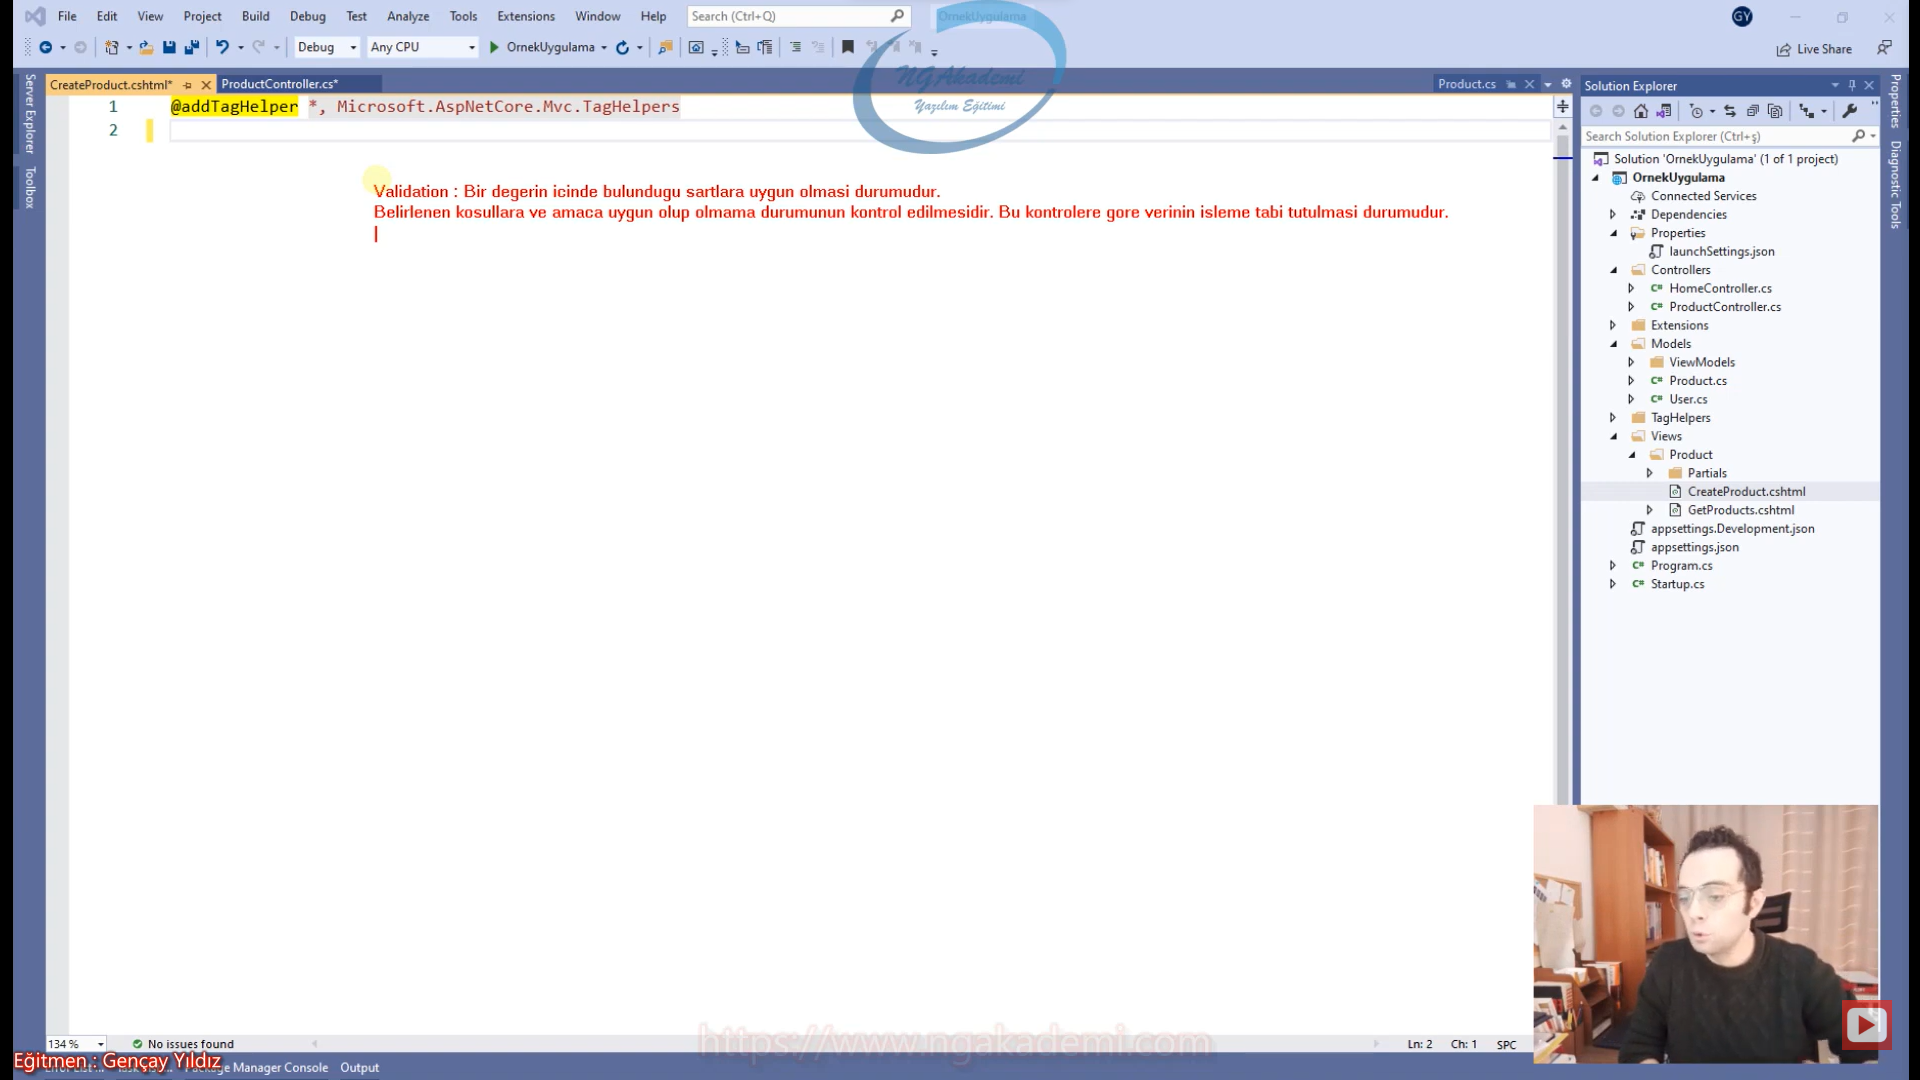 File Edit View Project Build Debug Test Analyze Tools Extensions Window Help Search (Ctrl+Q) OrnekUygulama GY
Debug Any CPU OrnekUygulama Live Share
NGAkademi
Yazılım Eğitimi
CreateProduct.cshtml* ProductController.cs* Product.cs
Server Explorer
Toolbox
1 @addTagHelper *, Microsoft.AspNetCore.Mvc.TagHelpers
2
Validation : Bir degerin icinde bulundugu sartlara uygun olmasi durumudur.
Belirlenen kosullara ve amaca uygun olup olmama durumunun kontrol edilmesidir. Bu kontrolere gore verinin isleme tabi tutulmasi durumudur.
Solution Explorer
Search Solution Explorer (Ctrl+ş)
Solution 'OrnekUygulama' (1 of 1 project)
OrnekUygulama
Connected Services
Dependencies
Properties
launchSettings.json
Controllers
HomeController.cs
ProductController.cs
Extensions
Models
ViewModels
Product.cs
User.cs
TagHelpers
Views
Product
Partials
CreateProduct.cshtml
GetProducts.cshtml
appsettings.Development.json
appsettings.json
Program.cs
Startup.cs
Properties
Diagnostic Tools
134 % No issues found Ln: 2 Ch: 1 SPC
https://www.ngakademi.com
Eğitmen : Gençay Yıldız
Error List ... Package Manager Console Output